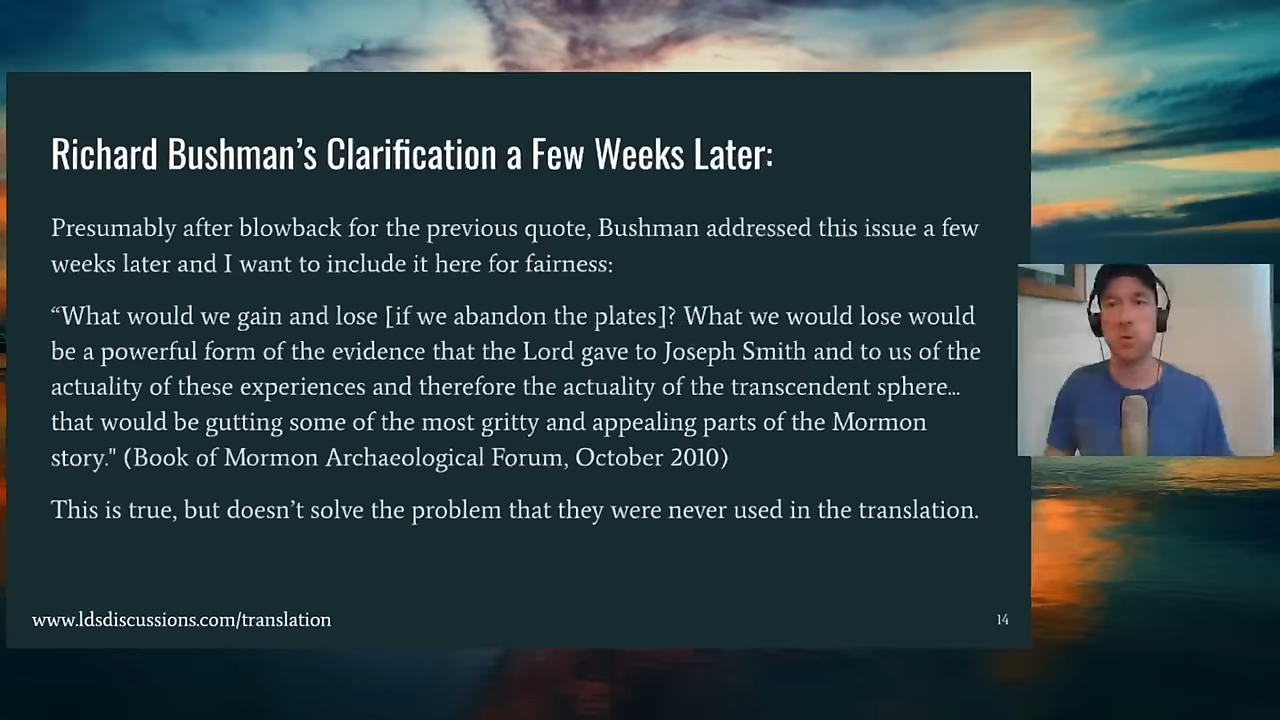 Richard Bushman’s Clarification a Few Weeks Later:
Presumably after blowback for the previous quote, Bushman addressed this issue a few
weeks later and I want to include it here for fairness:
“What would we gain and lose [if we abandon the plates]? What we would lose would
be a powerful form of the evidence that the Lord gave to Joseph Smith and to us of the
actuality of these experiences and therefore the actuality of the transcendent sphere...
that would be gutting some of the most gritty and appealing parts of the Mormon
story." (Book of Mormon Archaeological Forum, October 2010)
This is true, but doesn’t solve the problem that they were never used in the translation.
www.ldsdiscussions.com/translation
14